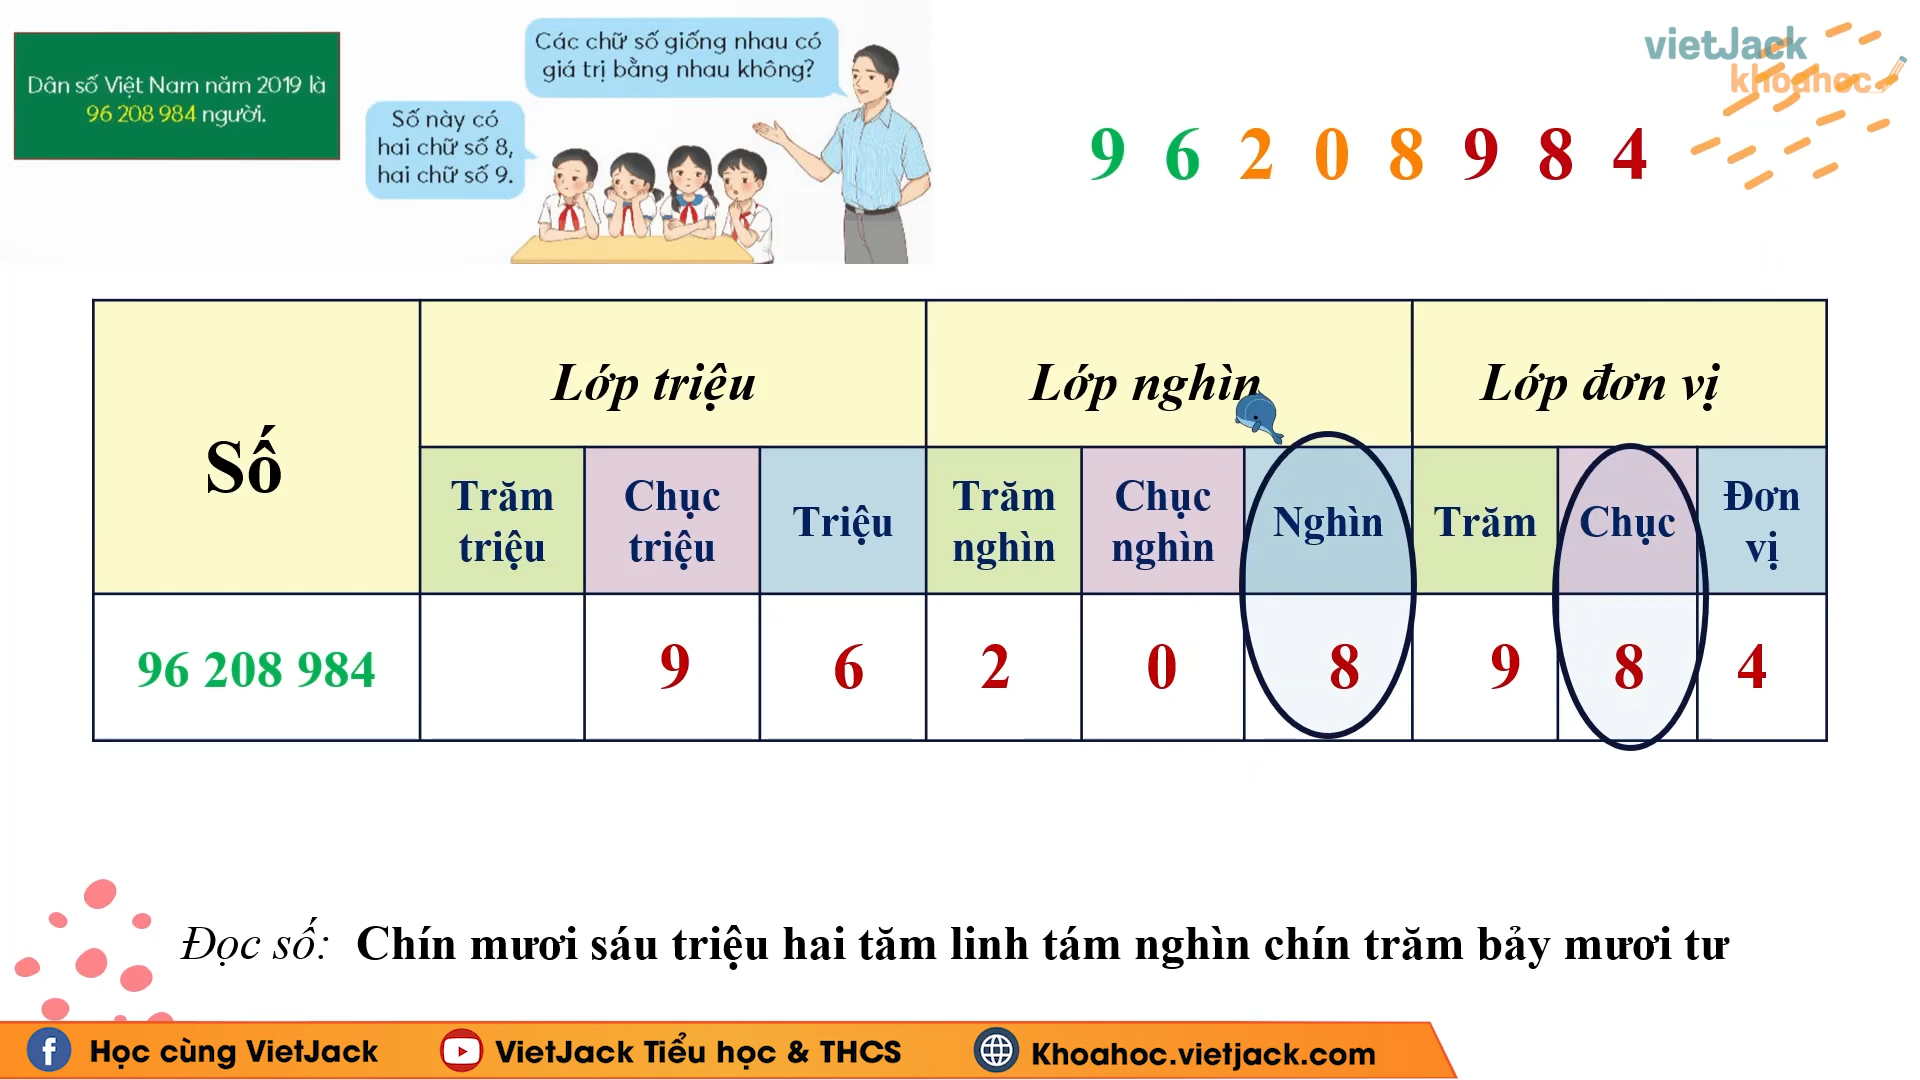 Dân số Việt Nam năm 2019 là
96 208 984 người.
Các chữ số giống nhau có
giá trị bằng nhau không?
Số này có
hai chữ số 8,
hai chữ số 9.
vietJack
khoahoc
9 6 2 0 8 9 8 4
Số
Lớp triệu
Lớp nghìn
Lớp đơn vị
Trăm
triệu
Chục
triệu
Triệu
Trăm
nghìn
Chục
nghìn
Nghìn
Trăm
Chục
Đơn
vị
96 208 984
9
6
2
0
8
9
8
4
Đọc số: Chín mươi sáu triệu hai tăm linh tám nghìn chín trăm bảy mươi tư
Học cùng VietJack
VietJack Tiểu học & THCS
Khoahoc.vietjack.com